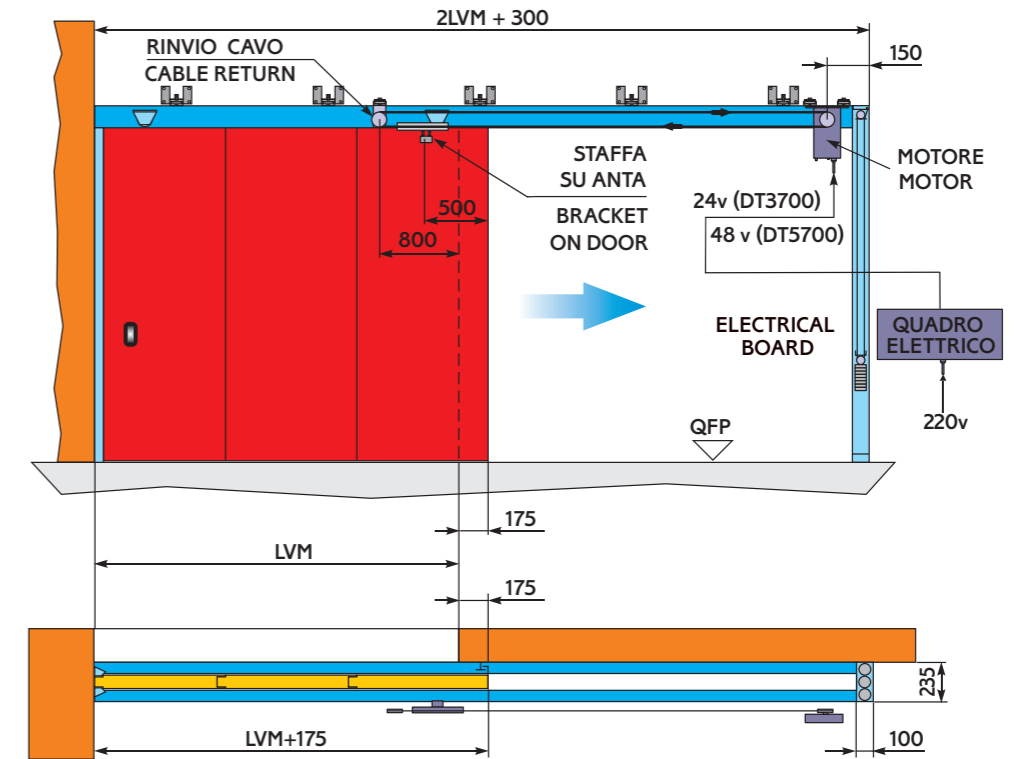 2LVM + 300
RINVIO CAVO
CABLE RETURN
150
STAFFA
SU ANTA
BRACKET
ON DOOR
500
800
MOTORE
MOTOR
24v (DT3700)
48 v (DT5700)
ELECTRICAL
BOARD
QUADRO
ELETTRICO
220v
QFP
175
LVM
175
235
LVM+175
100